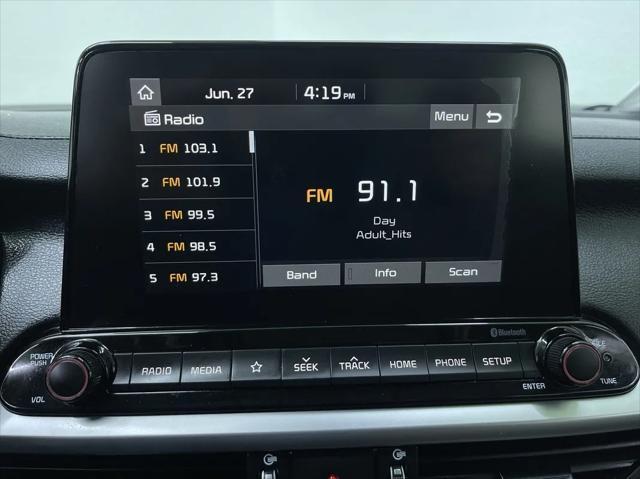 Jun. 27 4:19 PM
Radio Menu
1 FM 103.1
2 FM 101.9
3 FM 99.5
4 FM 98.5
5 FM 97.3
FM 91.1
Day
Adult_Hits
Band Info Scan
Bluetooth
POWER
PUSH
VOL
RADIO MEDIA SEEK TRACK HOME PHONE SETUP
ENTER
TUNE